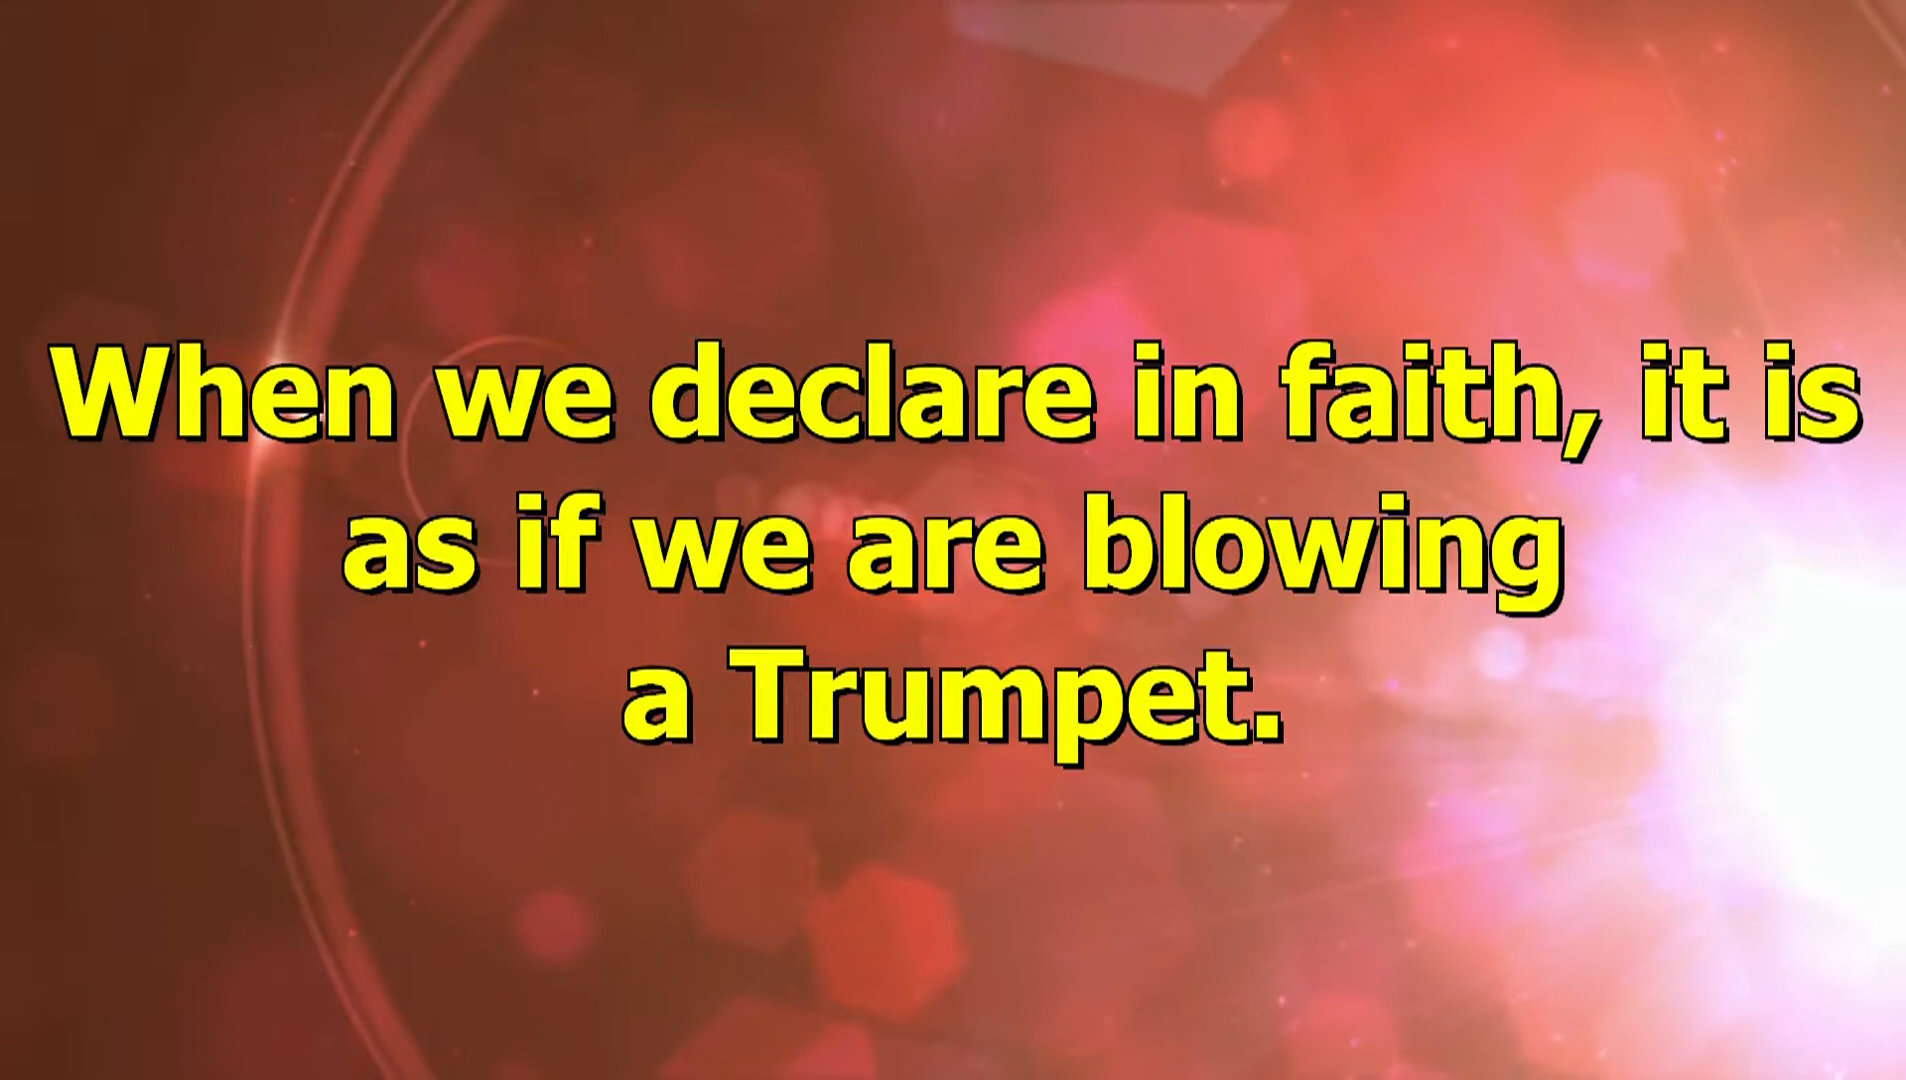 When we declare in faith, it is
as if we are blowing
a Trumpet.